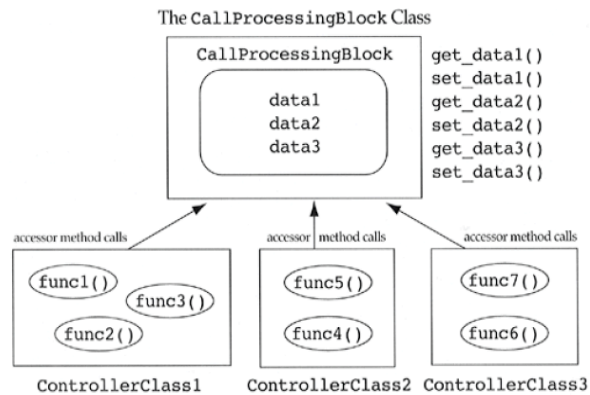 The CallProcessingBlock Class
CallProcessingBlock
data1
data2
data3
get_data1()
set_data1()
get_data2()
set_data2()
get_data3()
set_data3()
accessor method calls
accessor method calls
accessor method calls
func1()
func3()
func2()
func5()
func4()
func7()
func6()
ControllerClass1
ControllerClass2
ControllerClass3